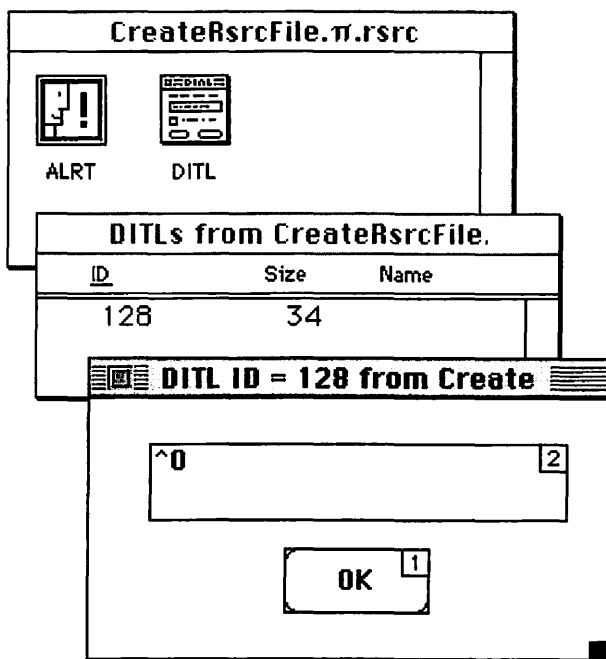 CreateRsrcFile.π.rsrc
ALRT DITL
DITLs from CreateRsrcFile.
ID Size Name
128 34
DITL ID = 128 from Create
^0 2
OK 1